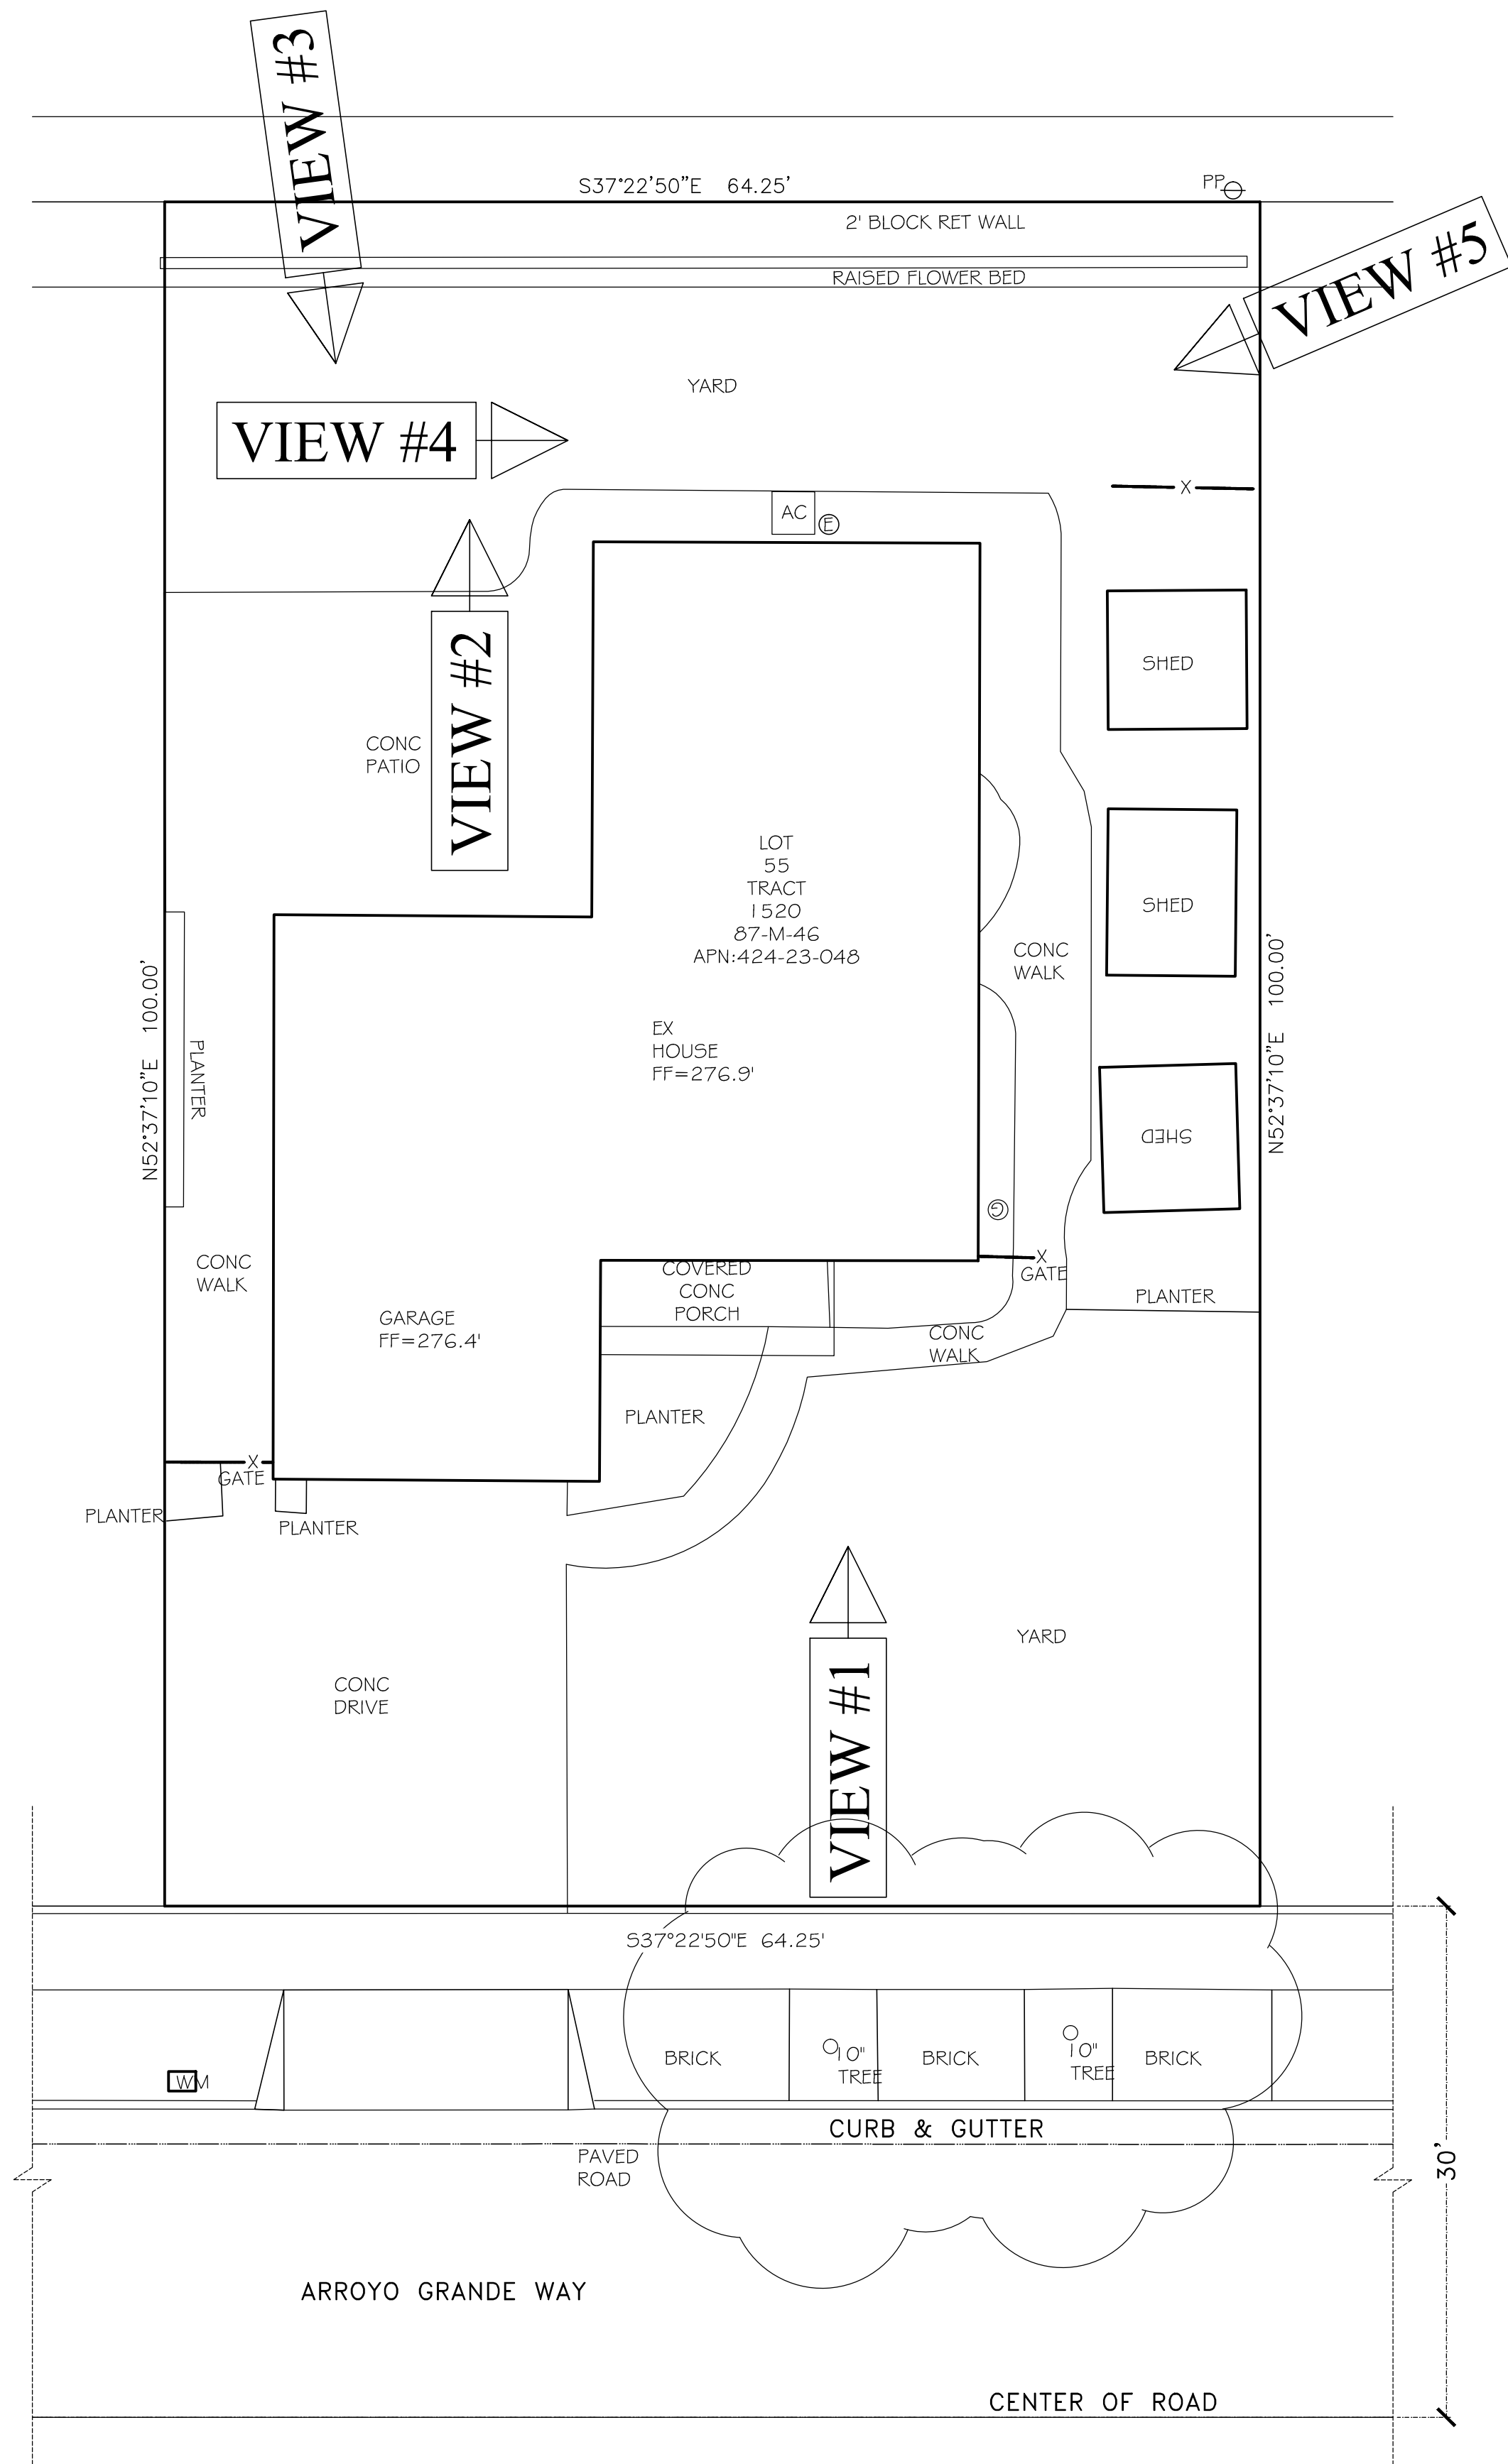 VIEW #3
S37°22'50"E 64.25'
PP
2' BLOCK RET WALL
RAISED FLOWER BED
VIEW #5
YARD
VIEW #4
X
AC
E
VIEW #2
CONC
PATIO
SHED
LOT
55
TRACT
1520
87-M-46
APN:424-23-048
SHED
CONC
WALK
N52°37'10"E 100.00'
PLANTER
EX
HOUSE
FF=276.9'
N52°37'10"E 100.00'
SHED
G
X
GATE
CONC
WALK
COVERED
CONC
PORCH
PLANTER
GARAGE
FF=276.4'
CONC
WALK
PLANTER
X
GATE
PLANTER
PLANTER
YARD
CONC
DRIVE
VIEW #1
S37°22'50"E 64.25'
BRICK
10"
TREE
BRICK
10"
TREE
BRICK
WM
CURB & GUTTER
PAVED
ROAD
30'
ARROYO GRANDE WAY
CENTER OF ROAD